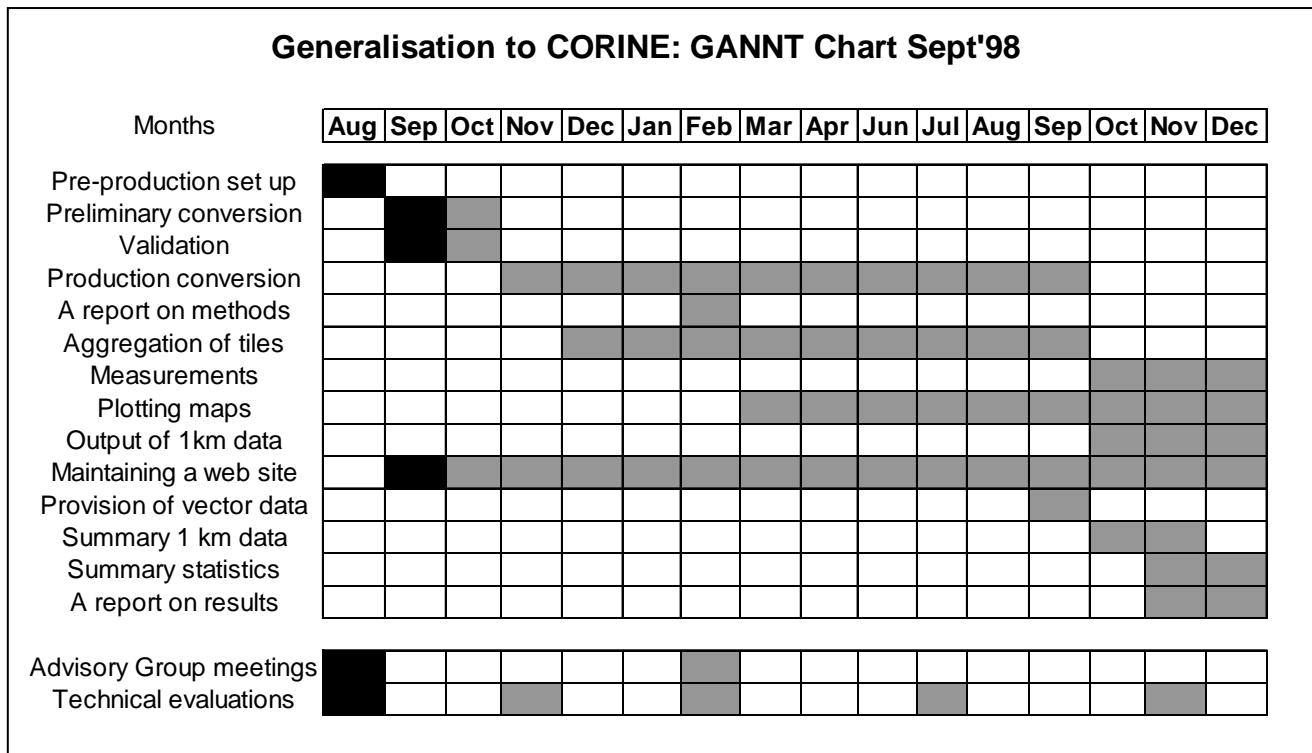 Generalisation to CORINE: GANNT Chart Sept'98
Months Aug Sep Oct Nov Dec Jan Feb Mar Apr Jun Jul Aug Sep Oct Nov Dec
Pre-production set up
Preliminary conversion
Validation
Production conversion
A report on methods
Aggregation of tiles
Measurements
Plotting maps
Output of 1km data
Maintaining a web site
Provision of vector data
Summary 1 km data
Summary statistics
A report on results
Advisory Group meetings
Technical evaluations